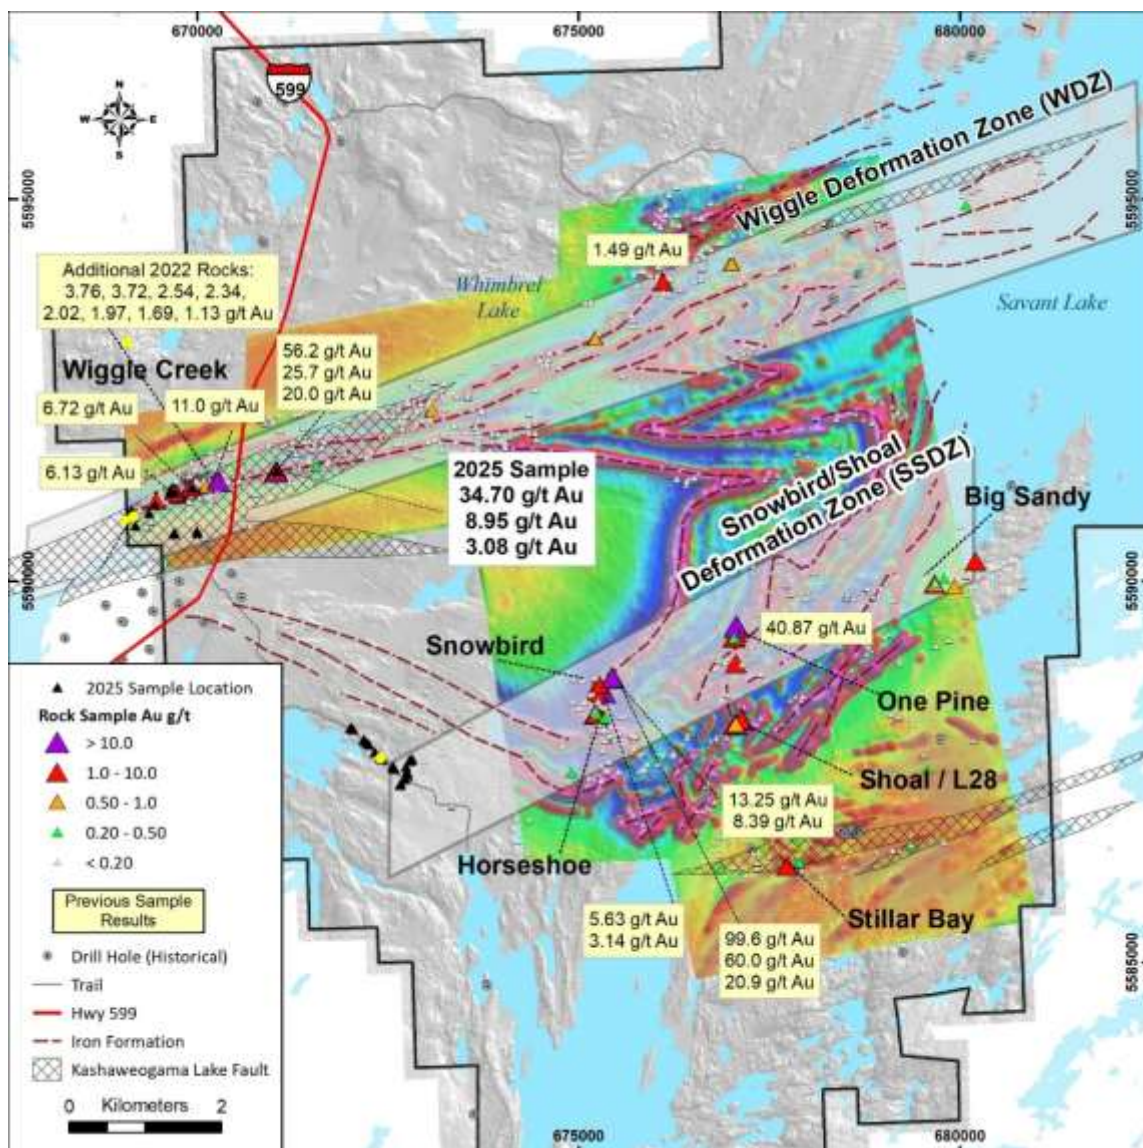 670000
675000
680000
599
N
W E
S
5595000
5595000
Wiggle Deformation Zone (WDZ)
1.49 g/t Au
Additional 2022 Rocks:
3.76, 3.72, 2.54, 2.34,
2.02, 1.97, 1.69, 1.13 g/t Au
Whimbrel
Lake
Savant Lake
Wiggle Creek
56.2 g/t Au
25.7 g/t Au
20.0 g/t Au
6.72 g/t Au
11.0 g/t Au
6.13 g/t Au
2025 Sample
34.70 g/t Au
8.95 g/t Au
3.08 g/t Au
Snowbird/Shoal
Deformation Zone (SSDZ)
Big Sandy
5590000
5590000
Snowbird
40.87 g/t Au
One Pine
Shoal / L28
13.25 g/t Au
8.39 g/t Au
Horseshoe
Stillar Bay
5.63 g/t Au
3.14 g/t Au
99.6 g/t Au
60.0 g/t Au
20.9 g/t Au
5585000
2025 Sample Location
Rock Sample Au g/t
> 10.0
1.0 - 10.0
0.50 - 1.0
0.20 - 0.50
< 0.20
Previous Sample
Results
Drill Hole (Historical)
Trail
Hwy 599
Iron Formation
Kashaweogama Lake Fault
0 Kilometers 2
675000
680000